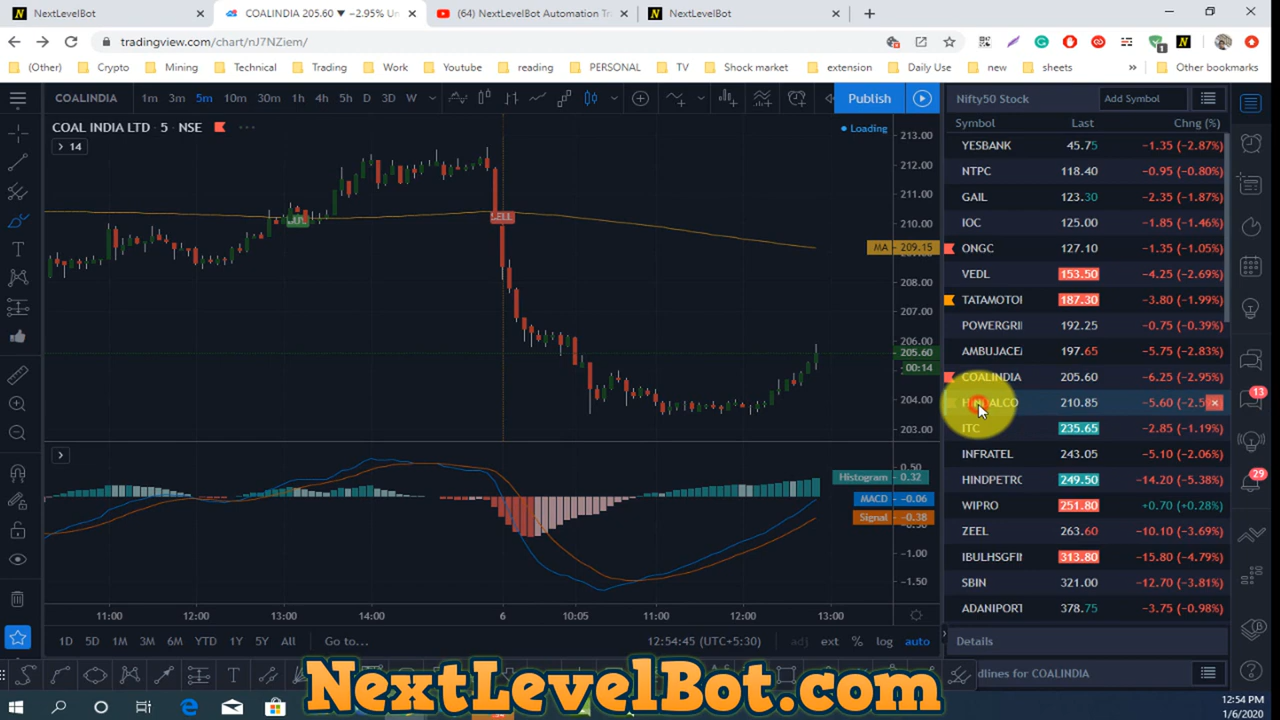 NextLevelBot
COALINDIA 205.60 ▼ −2.95% Un
(64) NextLevelBot Automation Tr
NextLevelBot
tradingview.com/chart/nJ7NZiem/
(Other)
Crypto
Mining
Technical
Trading
Work
Youtube
reading
PERSONAL
TV
Shock market
extension
Daily Use
new
sheets
»
Other bookmarks
COALINDIA
1m 3m 5m 10m 30m 1h 4h 5h D 3D W
Publish
COAL INDIA LTD · 5 · NSE
Loading
14
213.00
212.00
211.00
210.00
SELL
MA 209.15
208.00
207.00
206.00
205.60
00:14
204.00
203.00
0.50
Histogram 0.32
MACD −0.06
Signal −0.38
−1.00
−1.50
11:00 12:00 13:00 14:00 6 10:05 11:00 12:00 13:00
1D 5D 1M 3M 6M YTD 1Y 5Y All Go to...
12:54:45 (UTC+5:30) adj ext % log auto
Nifty50 Stock
Add Symbol
Symbol Last Chng (%)
YESBANK 45.75 −1.35 (−2.87%)
NTPC 118.40 −0.95 (−0.80%)
GAIL 123.30 −2.35 (−1.87%)
IOC 125.00 −1.85 (−1.46%)
ONGC 127.10 −1.35 (−1.05%)
VEDL 153.50 −4.25 (−2.69%)
TATAMOTOI 187.30 −3.80 (−1.99%)
POWERGRI 192.25 −0.75 (−0.39%)
AMBUJACE 197.65 −5.75 (−2.83%)
COALINDIA 205.60 −6.25 (−2.95%)
210.85 −5.60 (−2.5
ITC 235.65 −2.85 (−1.19%)
INFRATEL 243.05 −5.10 (−2.06%)
HINDPETRC 249.50 −14.20 (−5.38%)
WIPRO 251.80 +0.70 (+0.28%)
ZEEL 263.60 −10.10 (−3.69%)
IBULHSGFII 313.80 −15.80 (−4.79%)
SBIN 321.00 −12.70 (−3.81%)
ADANIPORT 378.75 −3.75 (−0.98%)
Details
dlines for COALINDIA
13
29
NextLevelBot.com
12:54 PM
1/6/2020